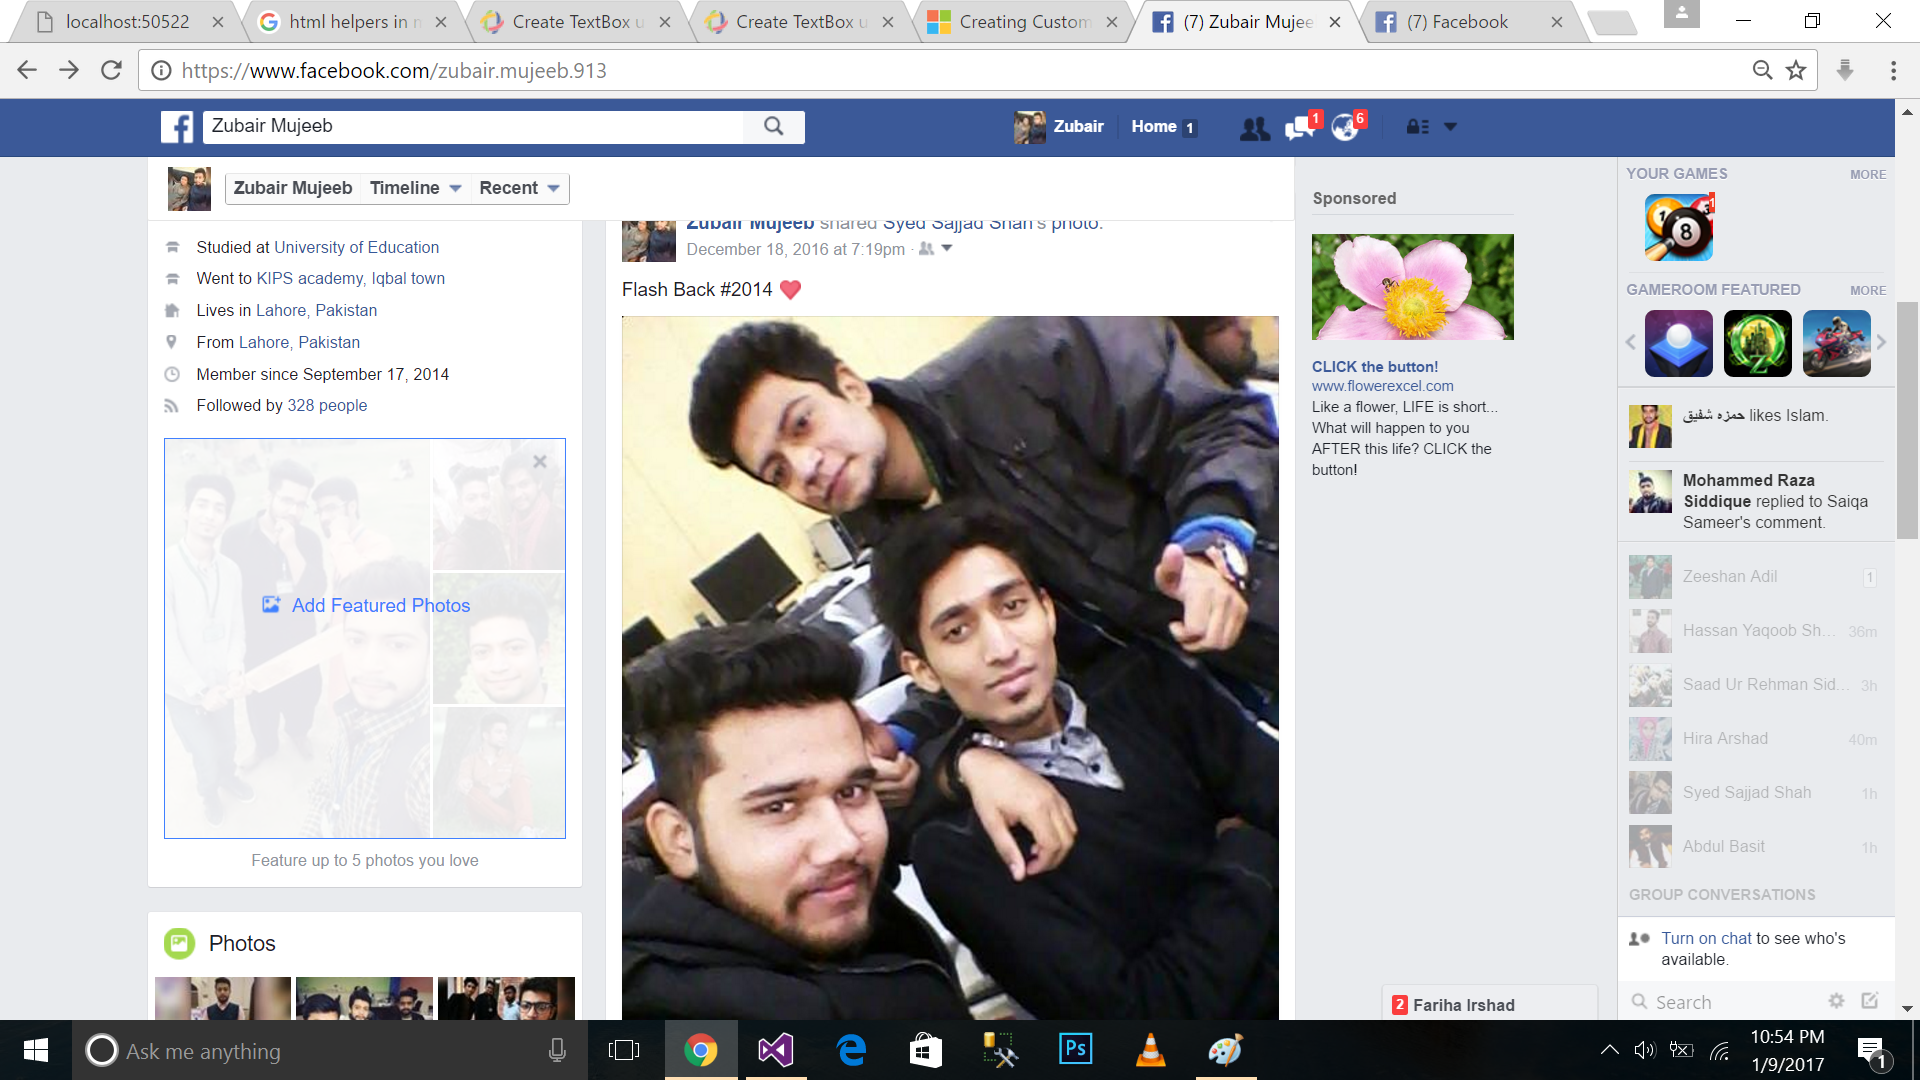 localhost:50522
html helpers in m
Create TextBox u
Create TextBox u
Creating Custom
(7) Zubair Mujee
(7) Facebook
https://www.facebook.com/zubair.mujeeb.913
Zubair Mujeeb
Zubair
Home 1
1
6
Zubair Mujeeb
Timeline
Recent
Studied at University of Education
Went to KIPS academy, Iqbal town
Lives in Lahore, Pakistan
From Lahore, Pakistan
Member since September 17, 2014
Followed by 328 people
Add Featured Photos
Feature up to 5 photos you love
Photos
Zubair Mujeeb shared Syed Sajjad Shah's photo.
December 18, 2016 at 7:19pm ·
Flash Back #2014
Sponsored
CLICK the button!
www.flowerexcel.com
Like a flower, LIFE is short...
What will happen to you
AFTER this life? CLICK the
button!
YOUR GAMES
MORE
8
1
GAMEROOM FEATURED
MORE
حمزہ شفیق likes Islam.
Mohammed Raza
Siddique replied to Saiqa
Sameer's comment.
Zeeshan Adil 1
Hassan Yaqoob Sh... 36m
Saad Ur Rehman Sid... 3h
Hira Arshad 40m
Syed Sajjad Shah 1h
Abdul Basit 1h
GROUP CONVERSATIONS
Turn on chat to see who's
available.
Search
2 Fariha Irshad
Ask me anything
Ps
10:54 PM
1/9/2017
1